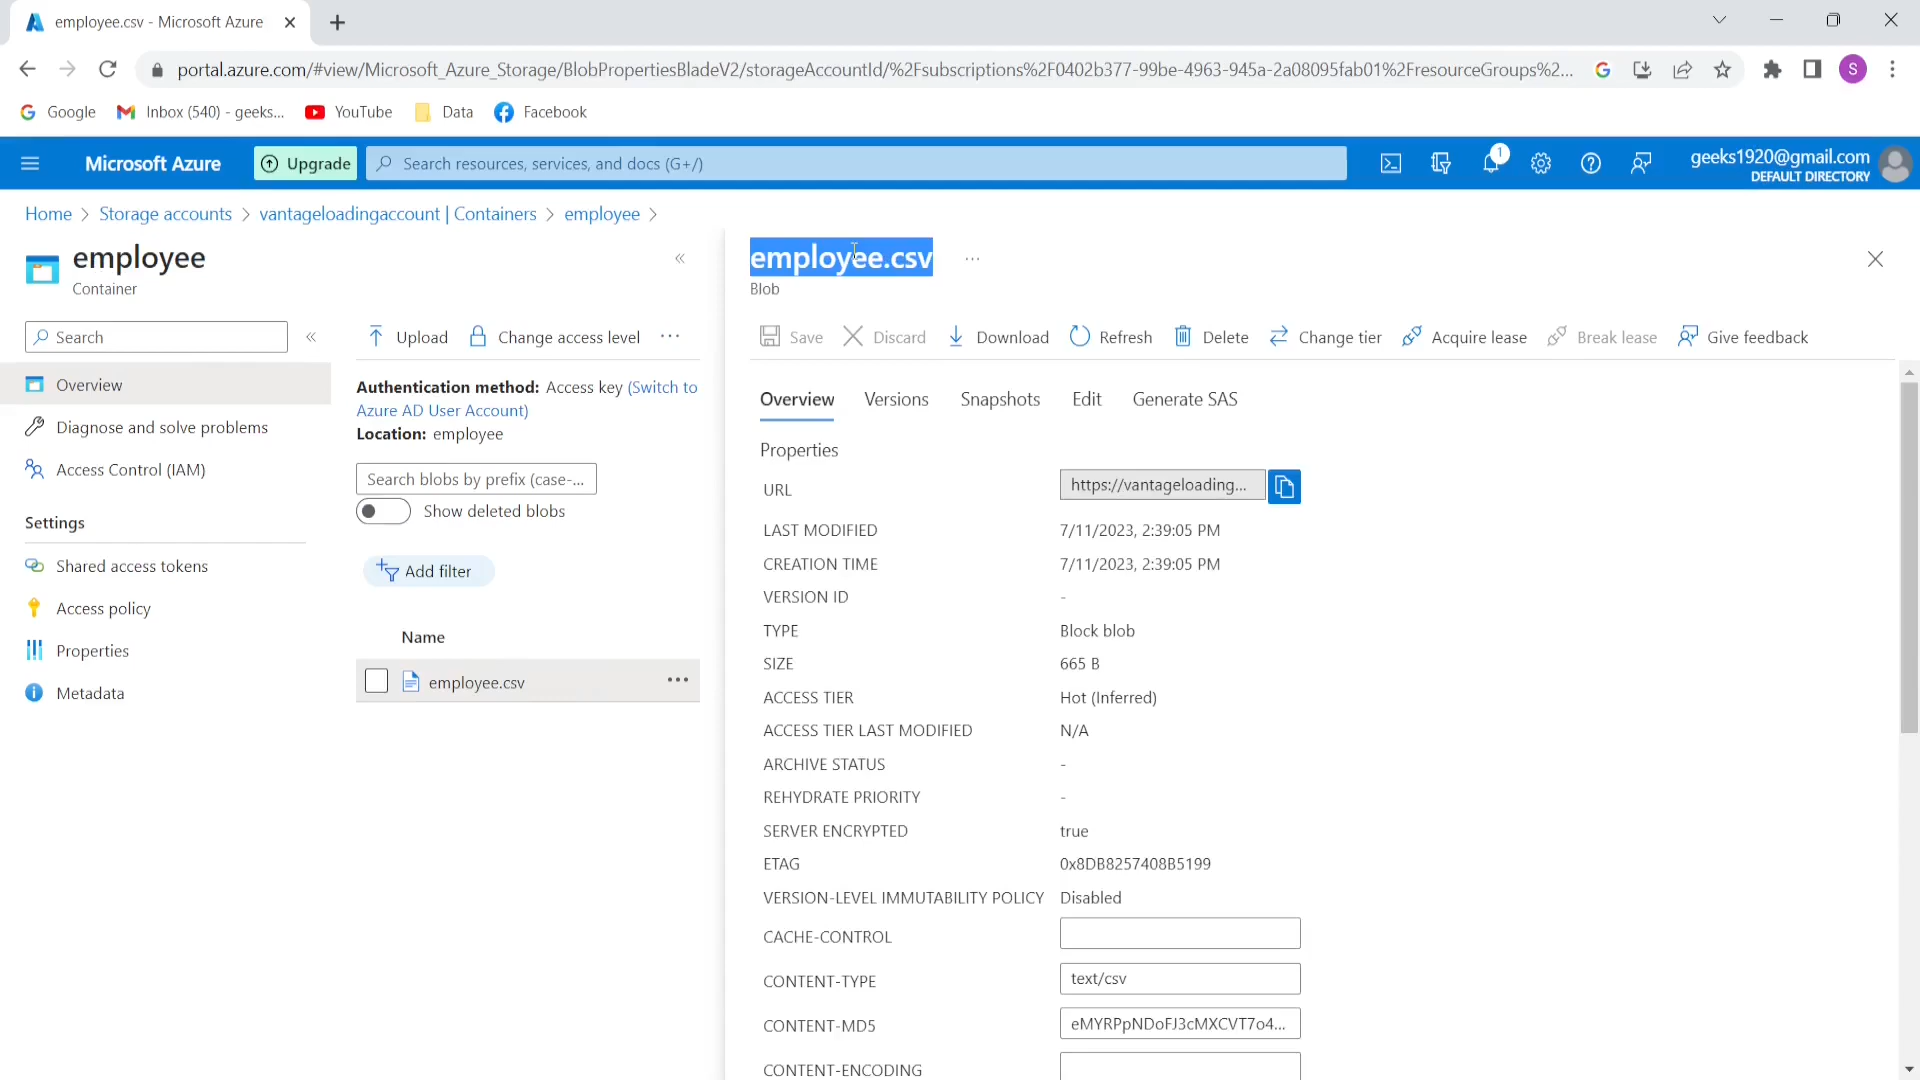 employee.csv - Microsoft Azure
portal.azure.com/#view/Microsoft_Azure_Storage/BlobPropertiesBladeV2/storageAccountId/%2Fsubscriptions%2F0402b377-99be-4963-945a-2a08095fab01%2FresourceGroups%2...
S
Google
Inbox (540) - geeks...
YouTube
Data
Facebook
Microsoft Azure
Upgrade
Search resources, services, and docs (G+/)
1
geeks1920@gmail.com
DEFAULT DIRECTORY
Home > Storage accounts > vantageloadingaccount | Containers > employee >
employee
Container
Search
Overview
Diagnose and solve problems
Access Control (IAM)
Settings
Shared access tokens
Access policy
Properties
Metadata
Upload
Change access level
Authentication method: Access key (Switch to
Azure AD User Account)
Location: employee
Search blobs by prefix (case-...
Show deleted blobs
Add filter
Name
employee.csv
employee.csv
Blob
Save
Discard
Download
Refresh
Delete
Change tier
Acquire lease
Break lease
Give feedback
Overview
Versions
Snapshots
Edit
Generate SAS
Properties
URL https://vantageloading...
LAST MODIFIED 7/11/2023, 2:39:05 PM
CREATION TIME 7/11/2023, 2:39:05 PM
VERSION ID -
TYPE Block blob
SIZE 665 B
ACCESS TIER Hot (Inferred)
ACCESS TIER LAST MODIFIED N/A
ARCHIVE STATUS -
REHYDRATE PRIORITY -
SERVER ENCRYPTED true
ETAG 0x8DB8257408B5199
VERSION-LEVEL IMMUTABILITY POLICY Disabled
CACHE-CONTROL
CONTENT-TYPE text/csv
CONTENT-MD5 eMYRPpNDoFJ3cMXCVT7o4...
CONTENT-ENCODING